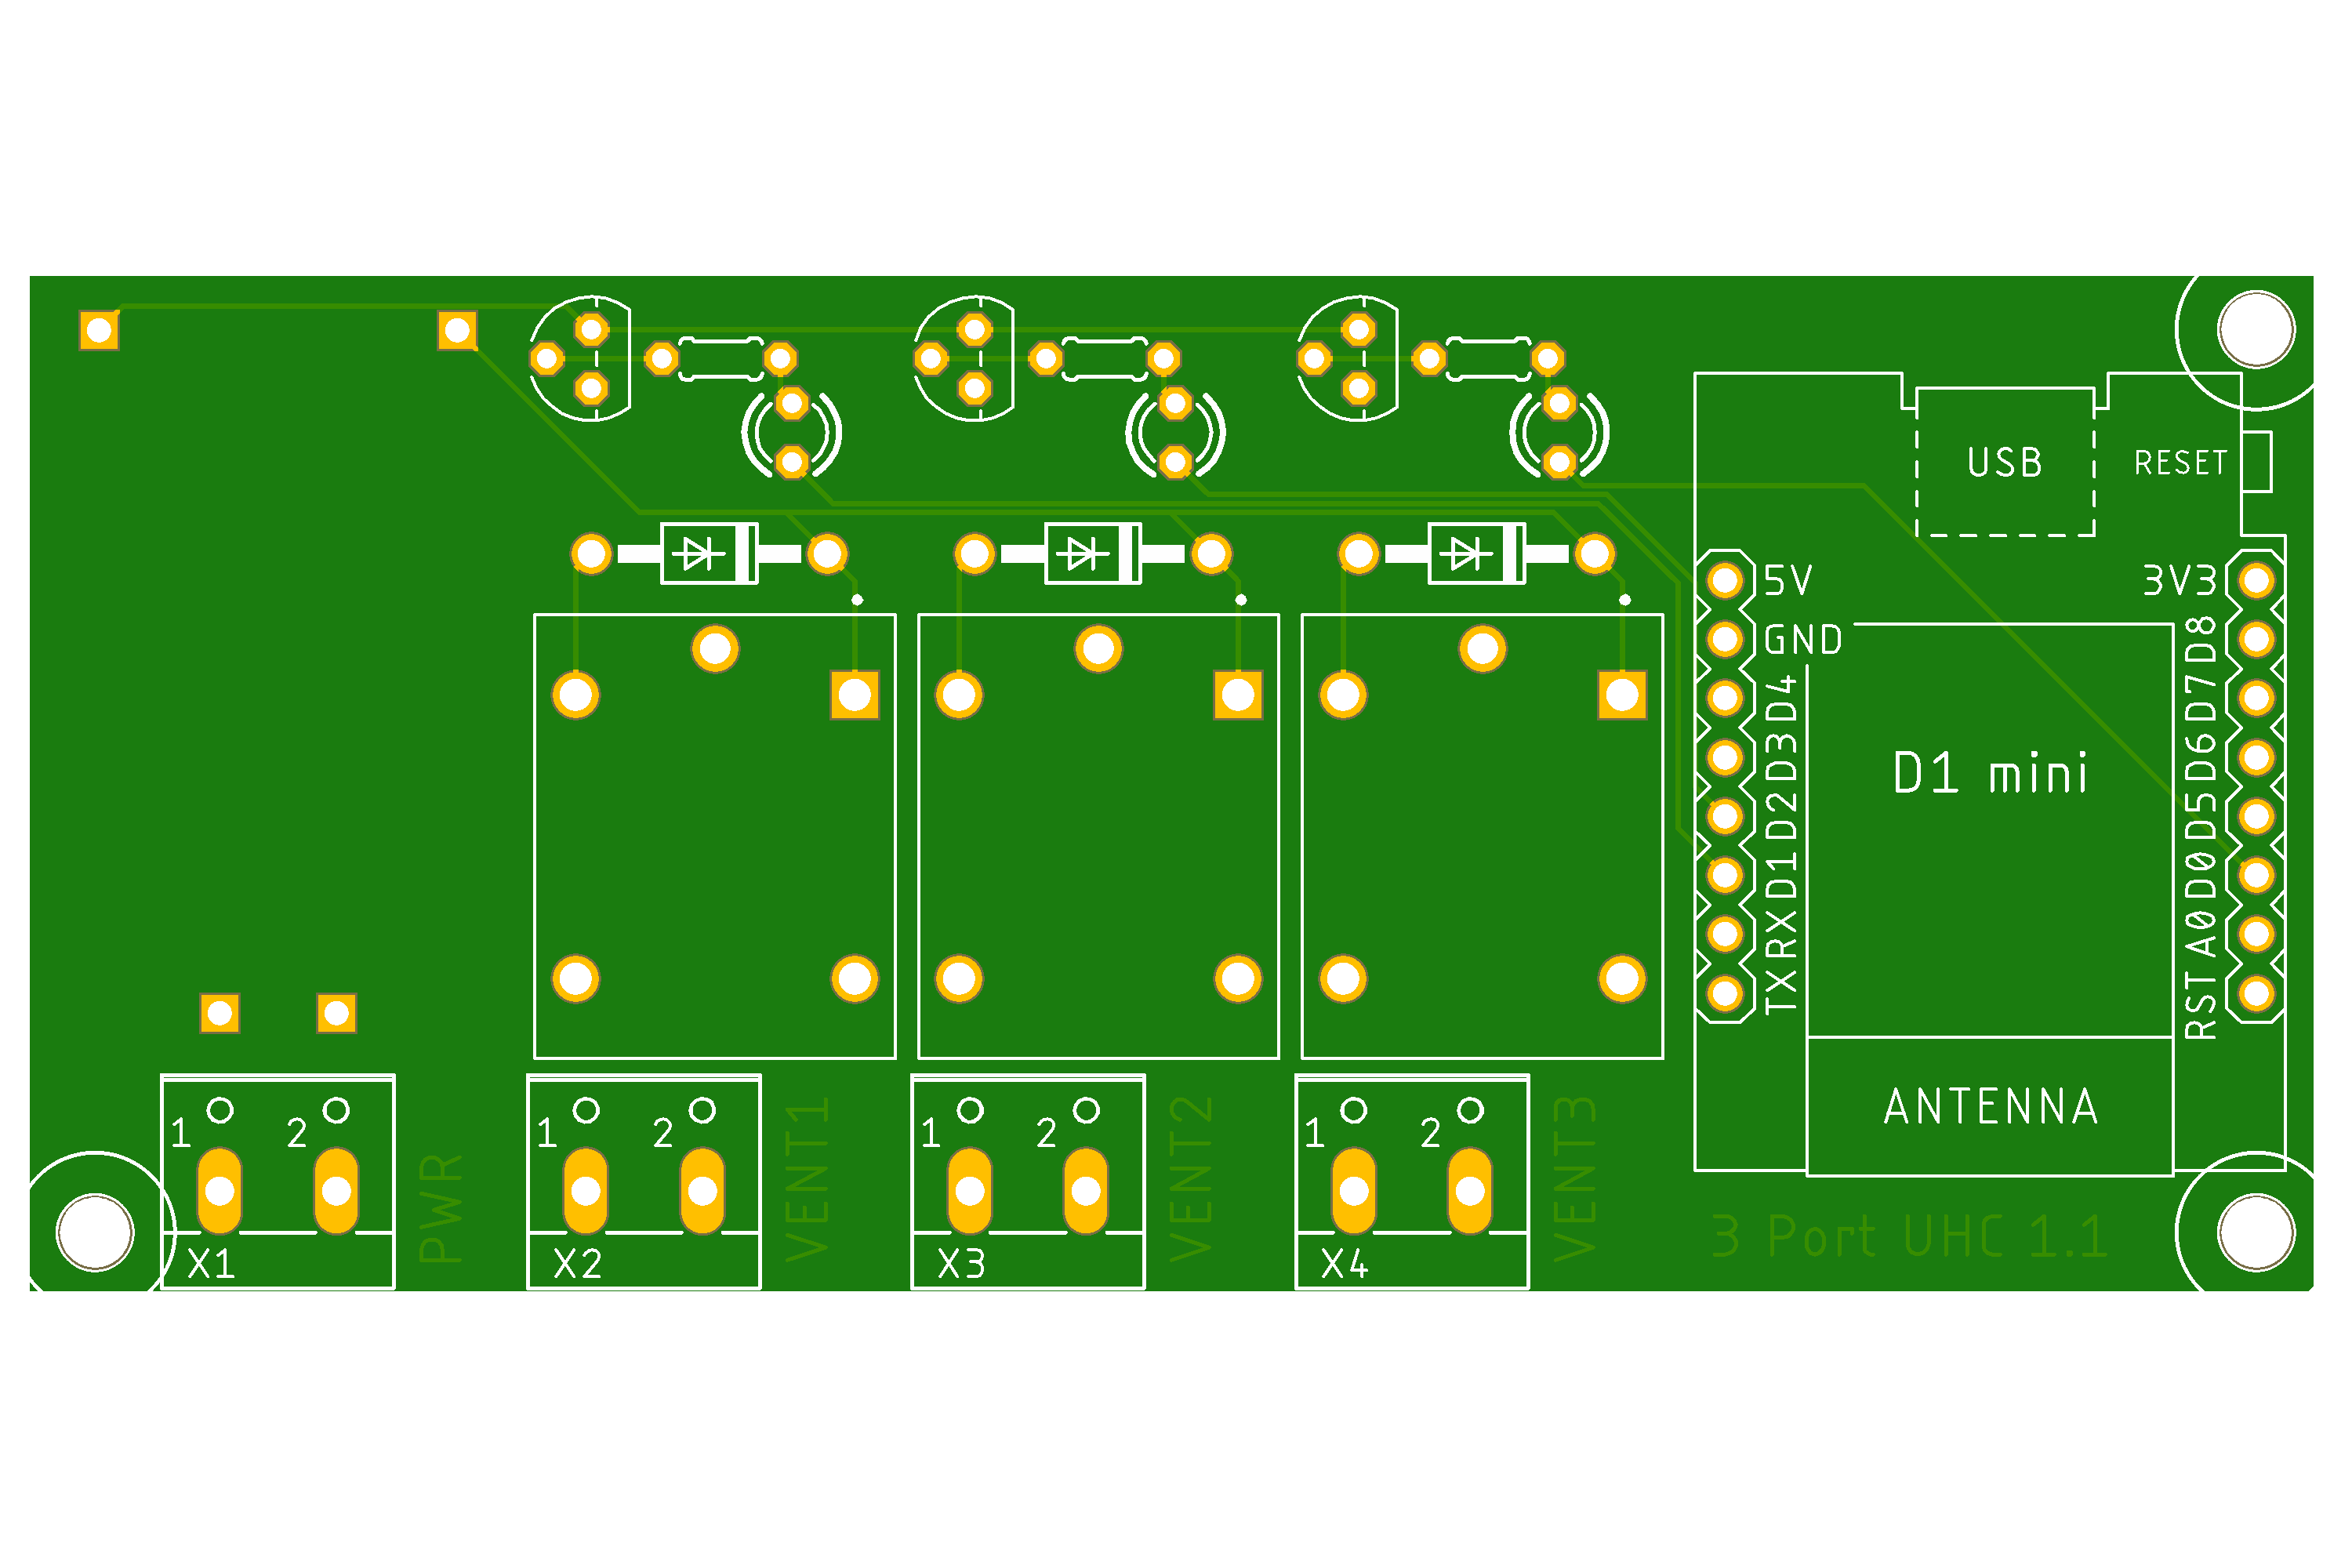 USB
RESET
5V
3V3
GND
D8
D4
D7
D3
D6
D1 mini
D2
D5
D1
D0
RX
A0
TX
RST
ANTENNA
1 2
1 2
1 2
1 2
PWR
VENT1
VENT2
VENT3
X1
X2
X3
X4
3 Port UHC 1.1